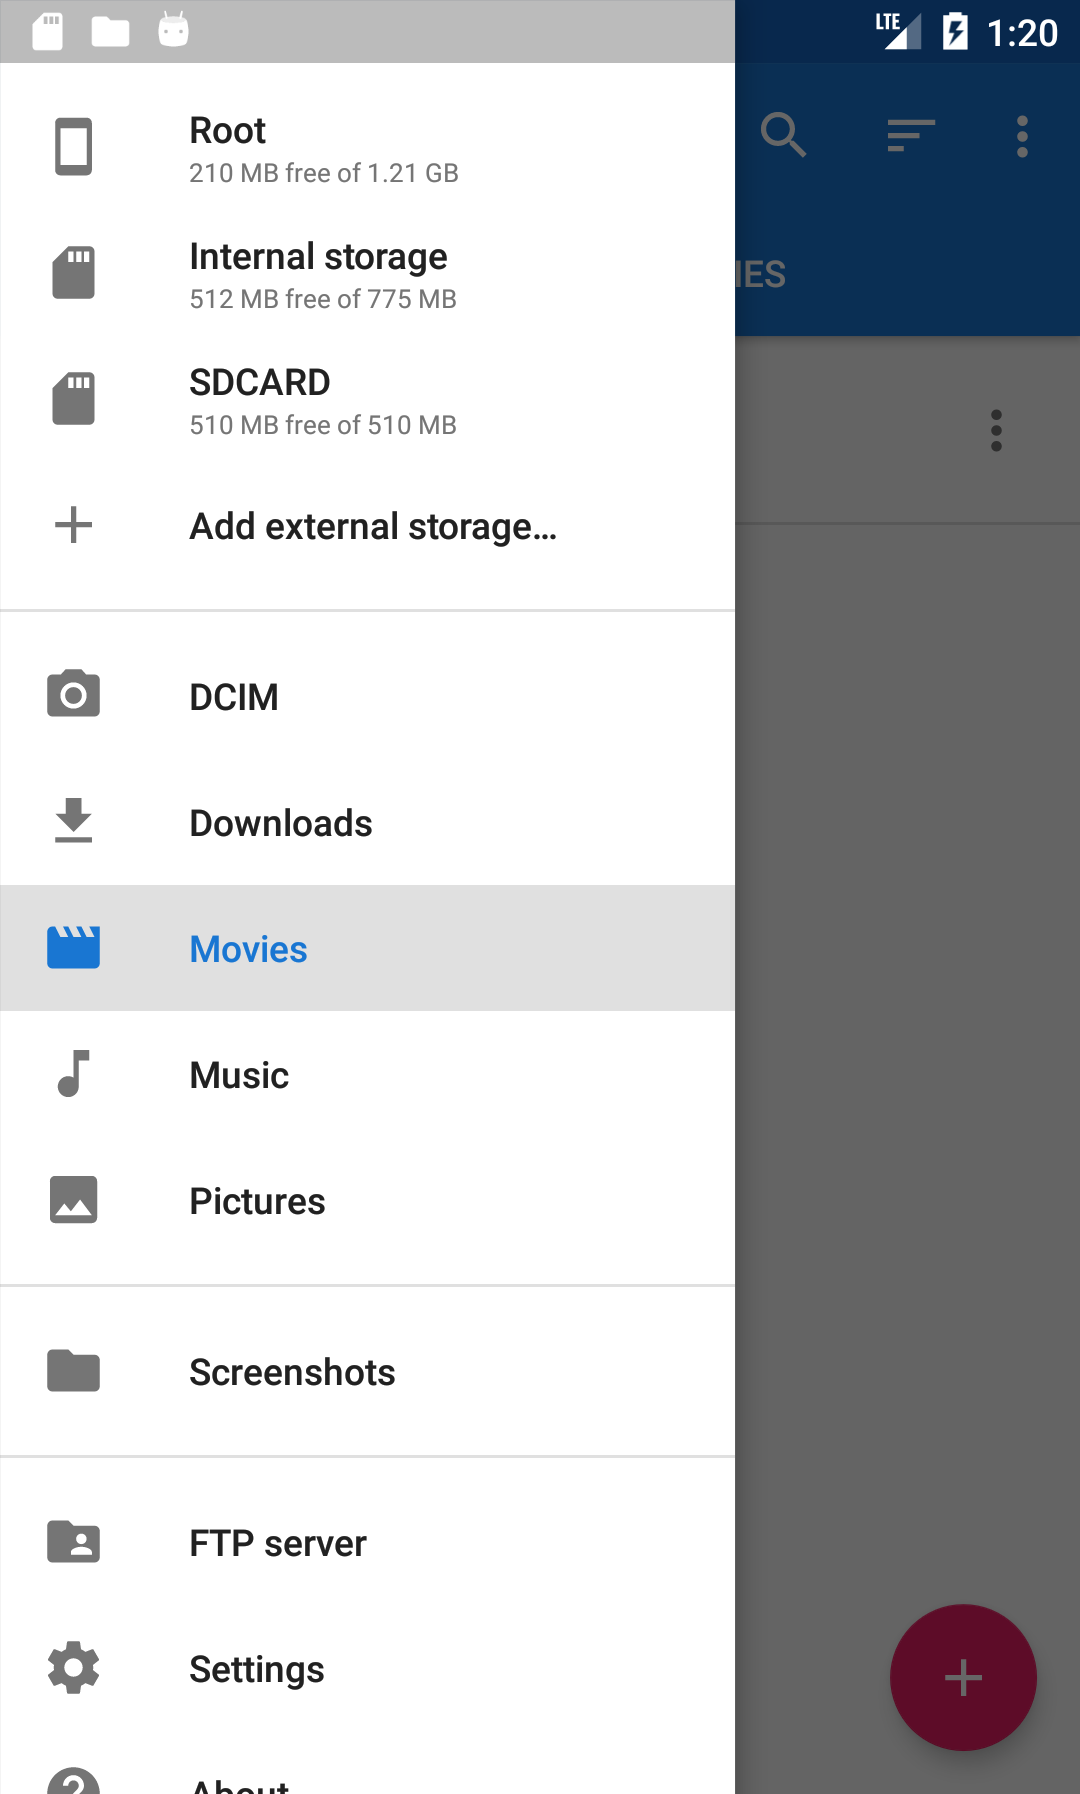 LTE 1:20
Root
210 MB free of 1.21 GB
Internal storage
512 MB free of 775 MB
IES
SDCARD
510 MB free of 510 MB
Add external storage…
DCIM
Downloads
Movies
Music
Pictures
Screenshots
FTP server
Settings
About